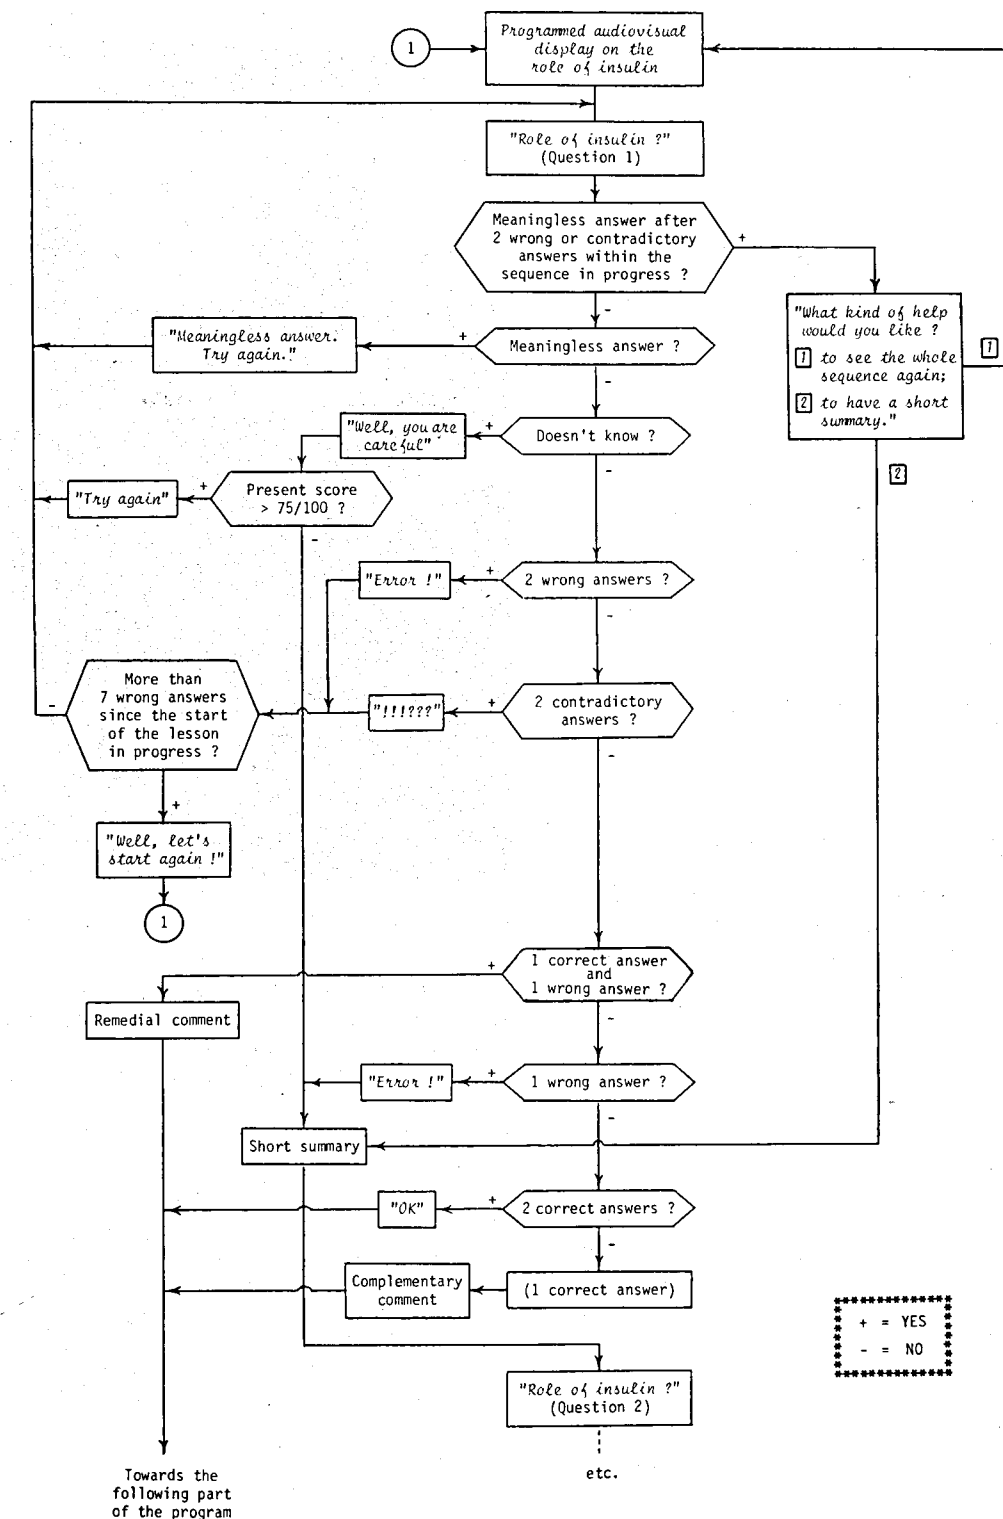 1
Programmed audiovisual
display on the
role of insulin
"Role of insulin ?"
(Question 1)
Meaningless answer after
2 wrong or contradictory
answers within the
sequence in progress ?
+
-
"What kind of help
would you like ?
1 to see the whole
sequence again;
2 to have a short
summary."
1
2
"Meaningless answer.
Try again."
+
Meaningless answer ?
-
"Well, you are
careful"
+
Doesn't know ?
-
"Try again"
+
Present score
> 75/100 ?
-
"Error !"
+
2 wrong answers ?
-
More than
7 wrong answers
since the start
of the lesson
in progress ?
-
+
"!!!???"
+
2 contradictory
answers ?
-
"Well, let's
start again !"
1
+
1 correct answer
and
1 wrong answer ?
-
Remedial comment
"Error !"
+
1 wrong answer ?
-
Short summary
"OK"
+
2 correct answers ?
-
Complementary
comment
(1 correct answer)
+ = YES
- = NO
"Role of insulin ?"
(Question 2)
etc.
Towards the
following part
of the program